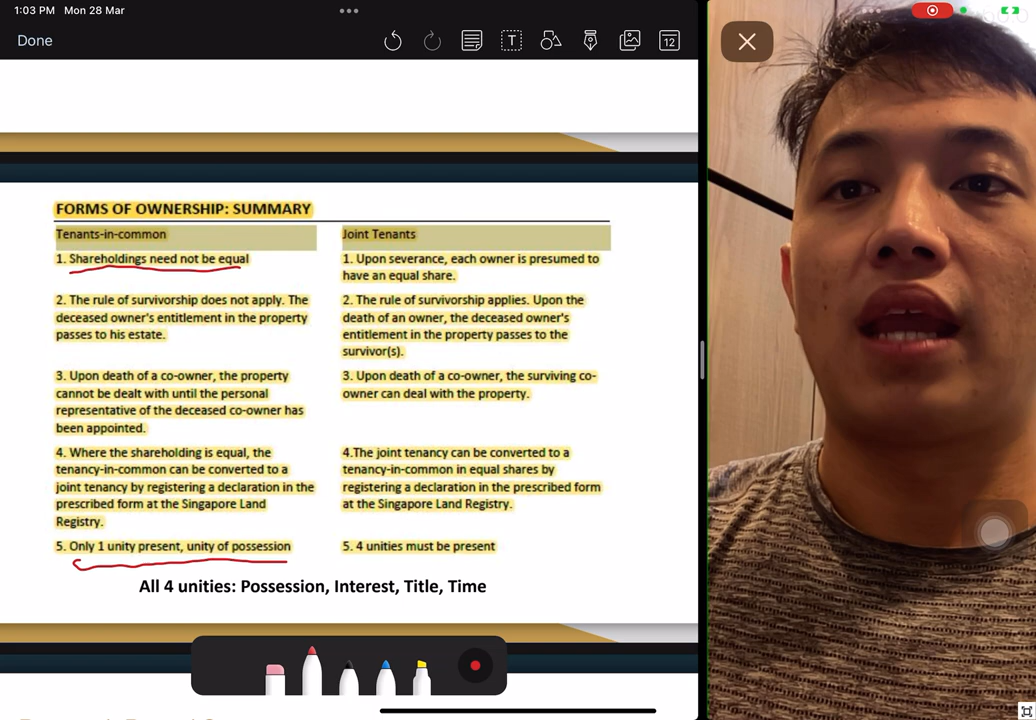 1:03 PM Mon 28 Mar
Done
T
12
FORMS OF OWNERSHIP: SUMMARY
Tenants-in-common
1. Shareholdings need not be equal
2. The rule of survivorship does not apply. The
deceased owner's entitlement in the property
passes to his estate.
3. Upon death of a co-owner, the property
cannot be dealt with until the personal
representative of the deceased co-owner has
been appointed.
4. Where the shareholding is equal, the
tenancy-in-common can be converted to a
joint tenancy by registering a declaration in the
prescribed form at the Singapore Land
Registry.
5. Only 1 unity present, unity of possession
Joint Tenants
1. Upon severance, each owner is presumed to
have an equal share.
2. The rule of survivorship applies. Upon the
death of an owner, the deceased owner's
entitlement in the property passes to the
survivor(s).
3. Upon death of a co-owner, the surviving co-
owner can deal with the property.
4.The joint tenancy can be converted to a
tenancy-in-common in equal shares by
registering a declaration in the prescribed form
at the Singapore Land Registry.
5. 4 unities must be present
All 4 unities: Possession, Interest, Title, Time